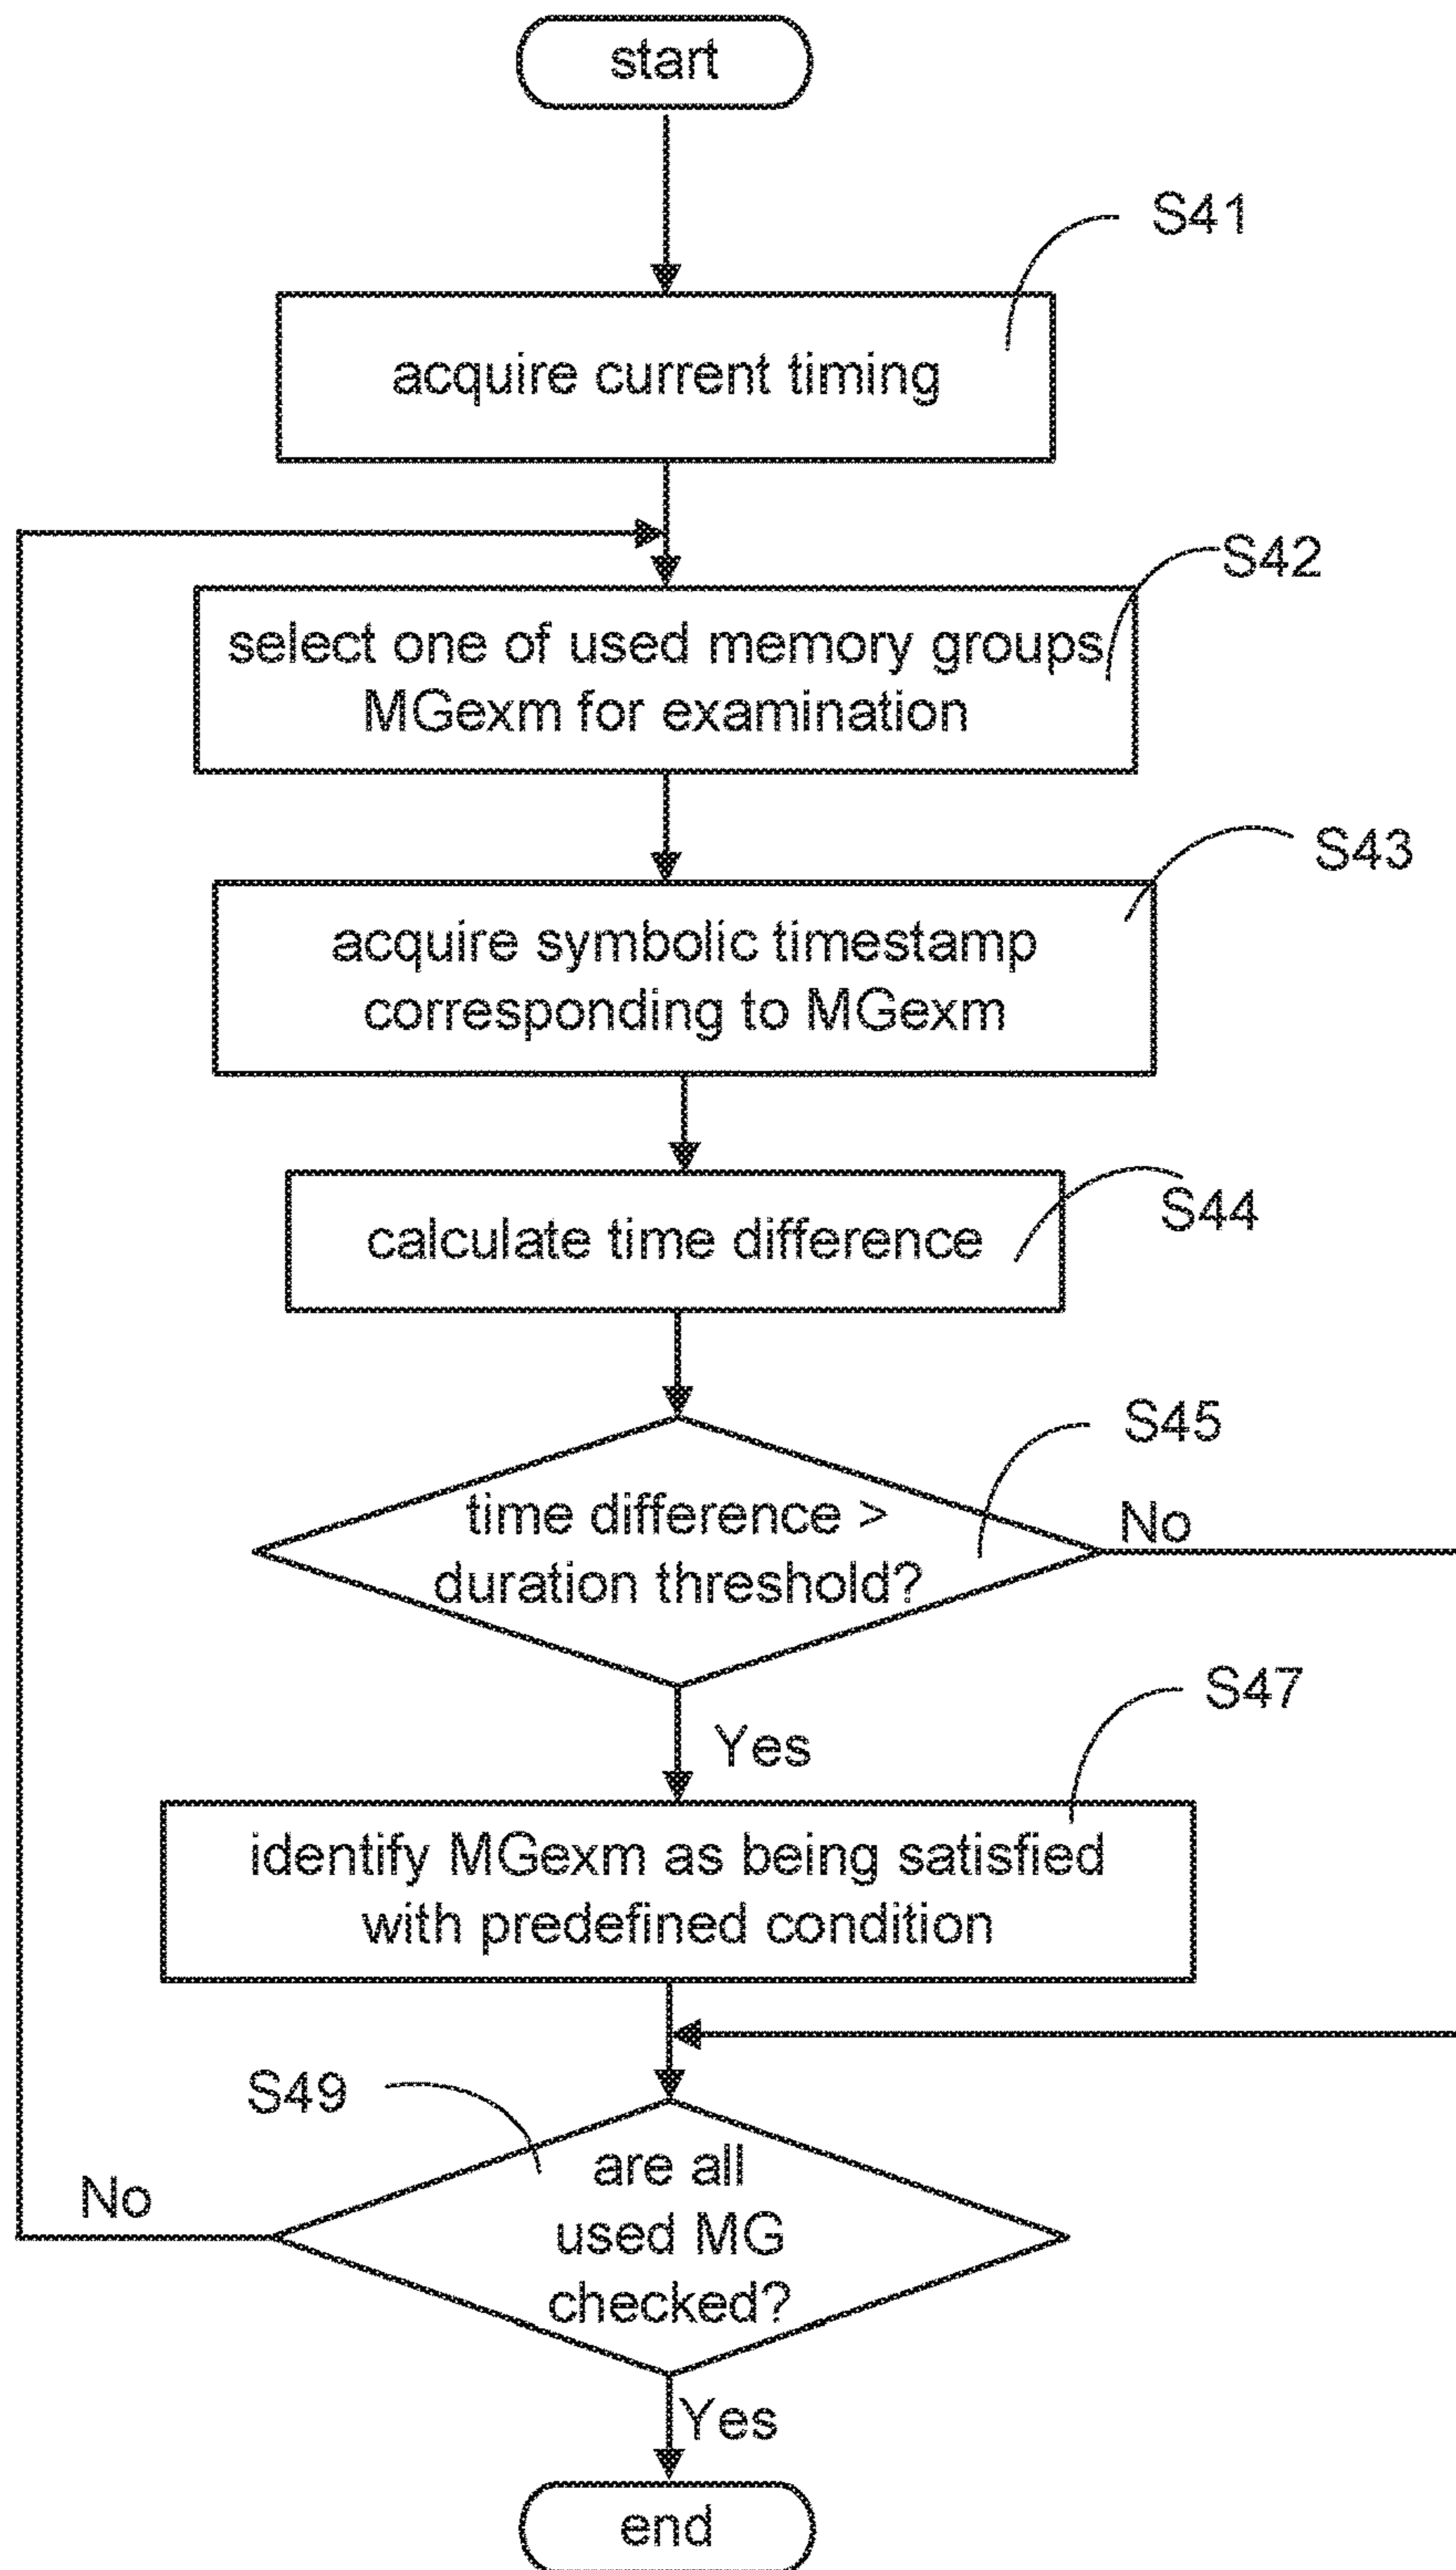 start
S41
acquire current timing
S42
select one of used memory groups
MGexm for examination
S43
acquire symbolic timestamp
corresponding to MGexm
S44
calculate time difference
S45
time difference >
duration threshold?
No
Yes
S47
identify MGexm as being satisfied
with predefined condition
S49
are all
used MG
checked?
No
Yes
end